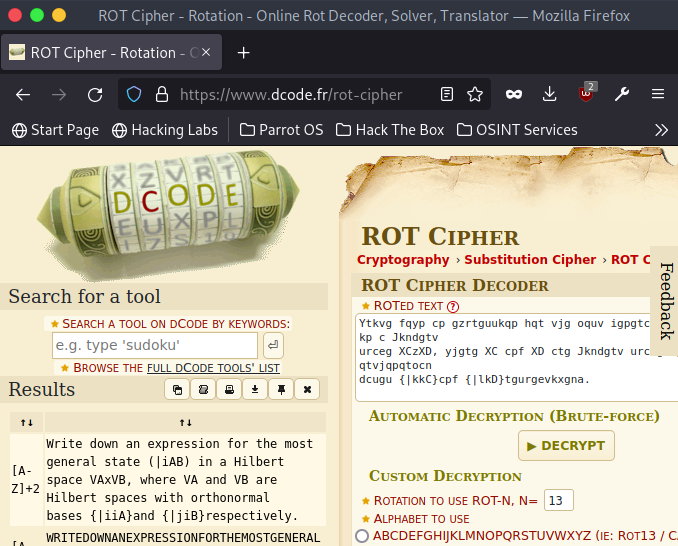 ROT Cipher - Rotation - Online Rot Decoder, Solver, Translator — Mozilla Firefox
ROT Cipher - Rotation - O
https://www.dcode.fr/rot-cipher
2
Start Page Hacking Labs Parrot OS Hack The Box OSINT Services
X Z V R T
D C O D E
E U X P
Search for a tool
SEARCH A TOOL ON DCODE BY KEYWORDS:
e.g. type 'sudoku'
BROWSE THE FULL DCODE TOOLS' LIST
Results
↑↓ ↑↓
[A-Z]+2
Write down an expression for the most
general state (|iAB) in a Hilbert
space VAxVB, where VA and VB are
Hilbert spaces with orthonormal
bases {|iiA}and {|jiB}respectively.
[A-
WRITEDOWNANEXPRESSIONFORTHEMOSTGENERAL
ROT CIPHER
Cryptography › Substitution Cipher › ROT C
ROT CIPHER DECODER
ROTED TEXT ?
Ytkvg fqyp cp gzrtguukqp hqt vjg oquv igpgtc
kp c Jkndgtv
urceg XCzXD, yjgtg XC cpf XD ctg Jkndgtv urc
qtvjqpqtocn
dcugu {|kkC}cpf {|lkD}tgurgevkxgna.
AUTOMATIC DECRYPTION (BRUTE-FORCE)
▶ DECRYPT
CUSTOM DECRYPTION
ROTATION TO USE ROT-N, N= 13
ALPHABET TO USE
ABCDEFGHIJKLMNOPQRSTUVWXYZ (IE: ROT13 / CA
Feedback